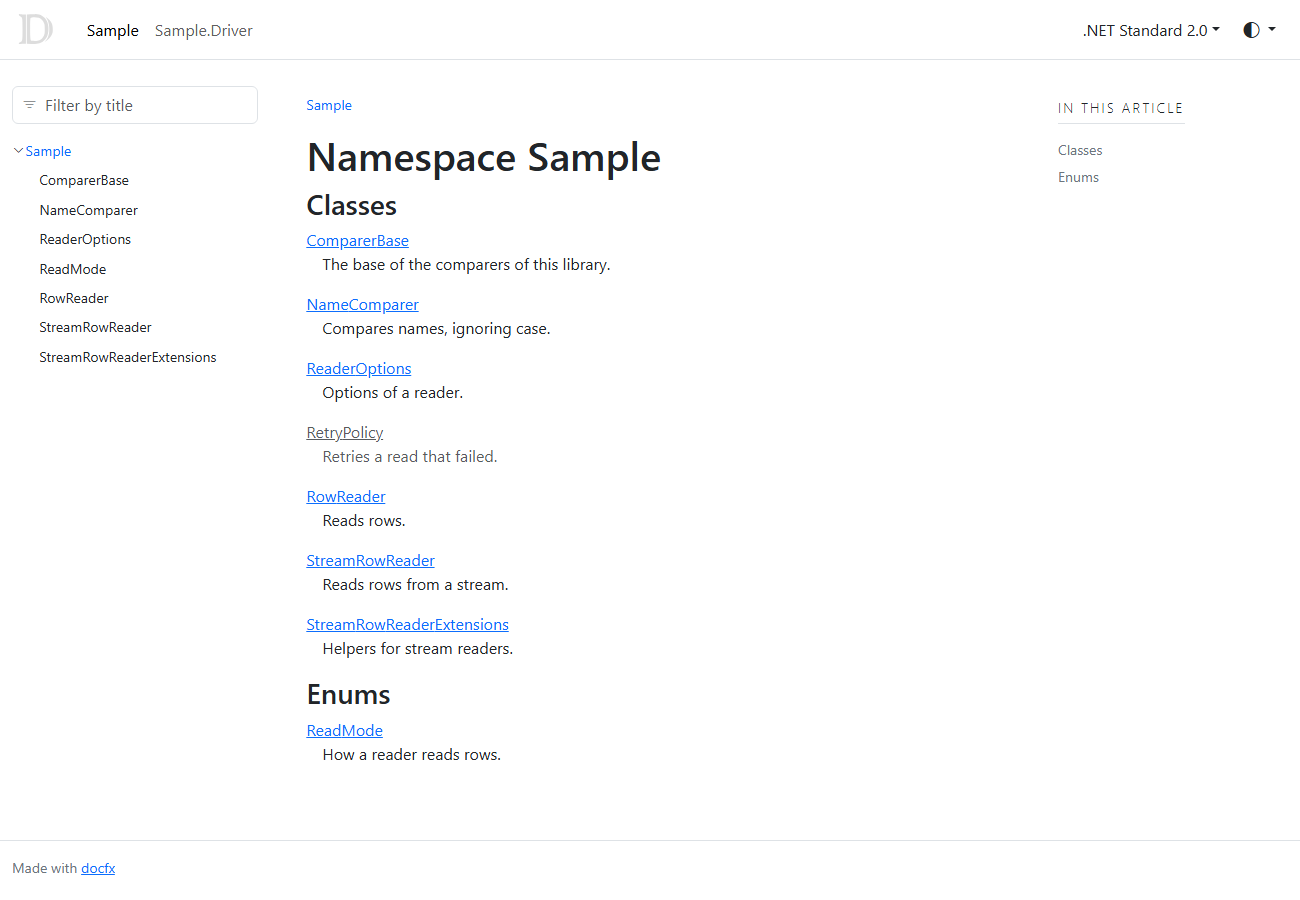 Sample
Sample.Driver
.NET Standard 2.0
Filter by title
Sample
ComparerBase
NameComparer
ReaderOptions
ReadMode
RowReader
StreamRowReader
StreamRowReaderExtensions
Sample
Namespace Sample
Classes
ComparerBase
The base of the comparers of this library.
NameComparer
Compares names, ignoring case.
ReaderOptions
Options of a reader.
RetryPolicy
Retries a read that failed.
RowReader
Reads rows.
StreamRowReader
Reads rows from a stream.
StreamRowReaderExtensions
Helpers for stream readers.
Enums
ReadMode
How a reader reads rows.
IN THIS ARTICLE
Classes
Enums
Made with docfx